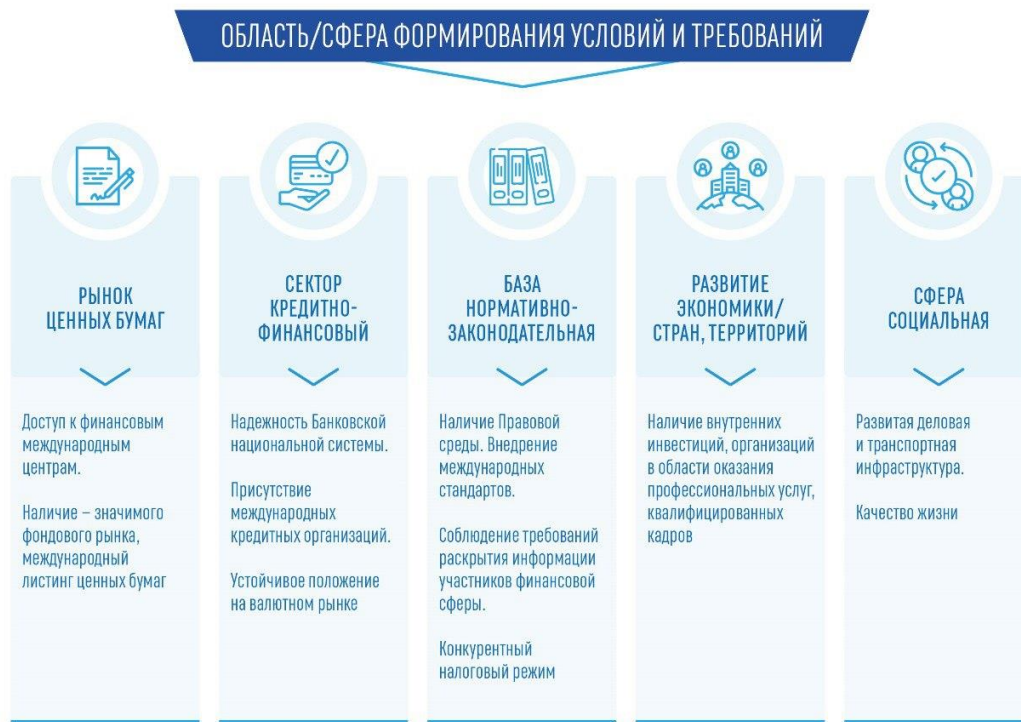 ОБЛАСТЬ/СФЕРА ФОРМИРОВАНИЯ УСЛОВИЙ И ТРЕБОВАНИЙ
РЫНОК
ЦЕННЫХ БУМАГ
Доступ к финансовым
международным
центрам.
Наличие – значимого
фондового рынка,
международный
листинг ценных бумаг
СЕКТОР
КРЕДИТНО-
ФИНАНСОВЫЙ
Надежность Банковской
национальной системы.
Присутствие
международных
кредитных организаций.
Устойчивое положение
на валютном рынке
БАЗА
НОРМАТИВНО-
ЗАКОНОДАТЕЛЬНАЯ
Наличие Правовой
среды. Внедрение
международных
стандартов.
Соблюдение требований
раскрытия информации
участников финансовой
сферы.
Конкурентный
налоговый режим
РАЗВИТИЕ
ЭКОНОМИКИ/
СТРАН, ТЕРРИТОРИЙ
Наличие внутренних
инвестиций, организаций
в области оказания
профессиональных услуг,
квалифицированных
кадров
СФЕРА
СОЦИАЛЬНАЯ
Развитая деловая
и транспортная
инфраструктура.
Качество жизни